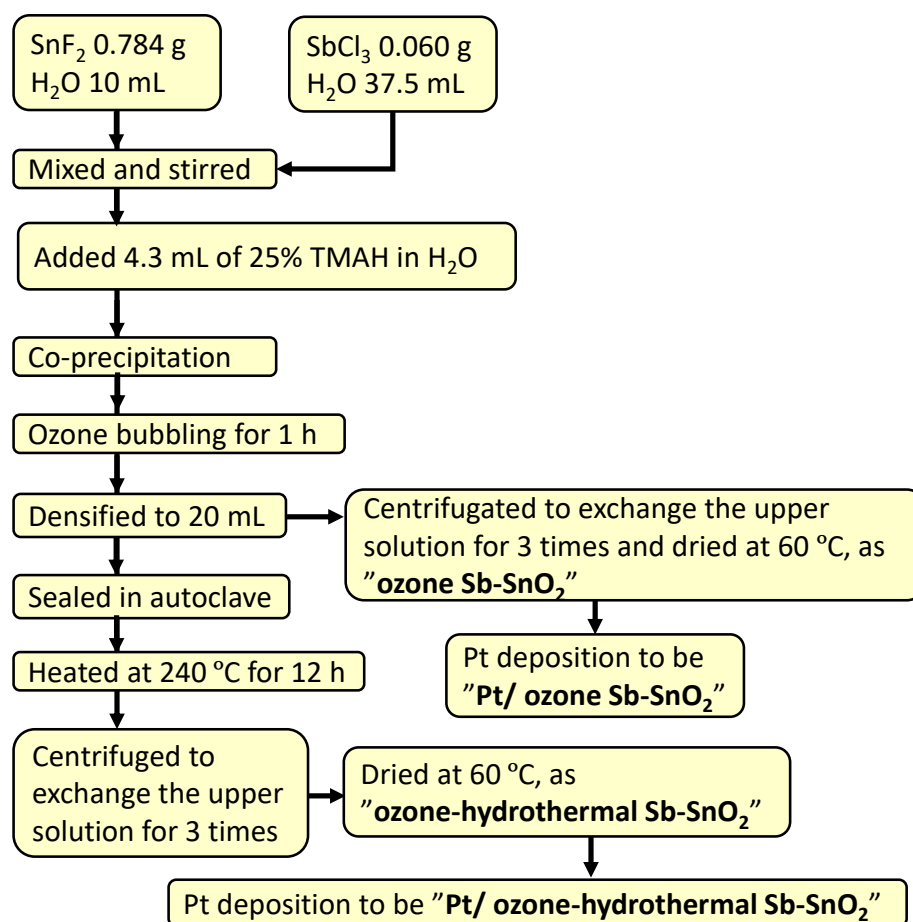 SnF₂ 0.784 g
H₂O 10 mL
SbCl₃ 0.060 g
H₂O 37.5 mL
Mixed and stirred
Added 4.3 mL of 25% TMAH in H₂O
Co-precipitation
Ozone bubbling for 1 h
Densified to 20 mL
Centrifugated to exchange the upper
solution for 3 times and dried at 60 °C, as
”ozone Sb-SnO₂”
Sealed in autoclave
Pt deposition to be
”Pt/ ozone Sb-SnO₂”
Heated at 240 °C for 12 h
Centrifuged to
exchange the upper
solution for 3 times
Dried at 60 °C, as
”ozone-hydrothermal Sb-SnO₂”
Pt deposition to be ”Pt/ ozone-hydrothermal Sb-SnO₂”